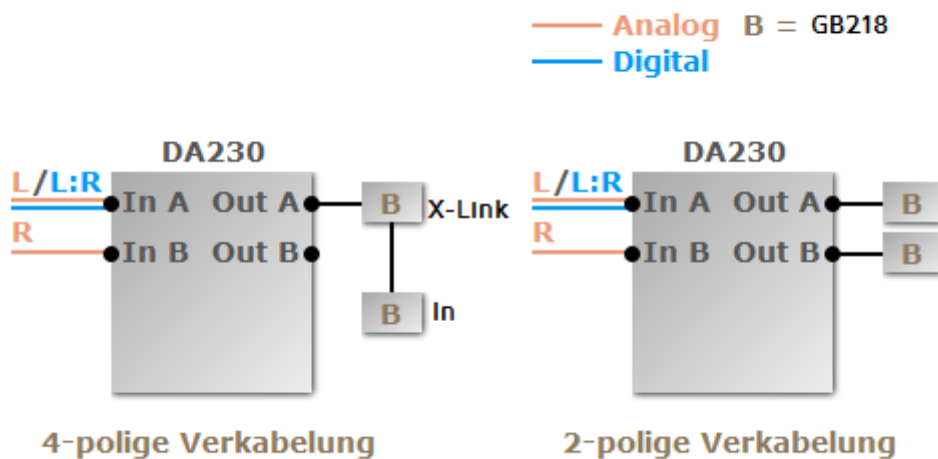 Analog B = GB218
Digital
DA230
L/L:R
In A Out A
B
X-Link
R
In B Out B
B
In
4-polige Verkabelung
DA230
L/L:R
In A Out A
B
R
In B Out B
B
2-polige Verkabelung